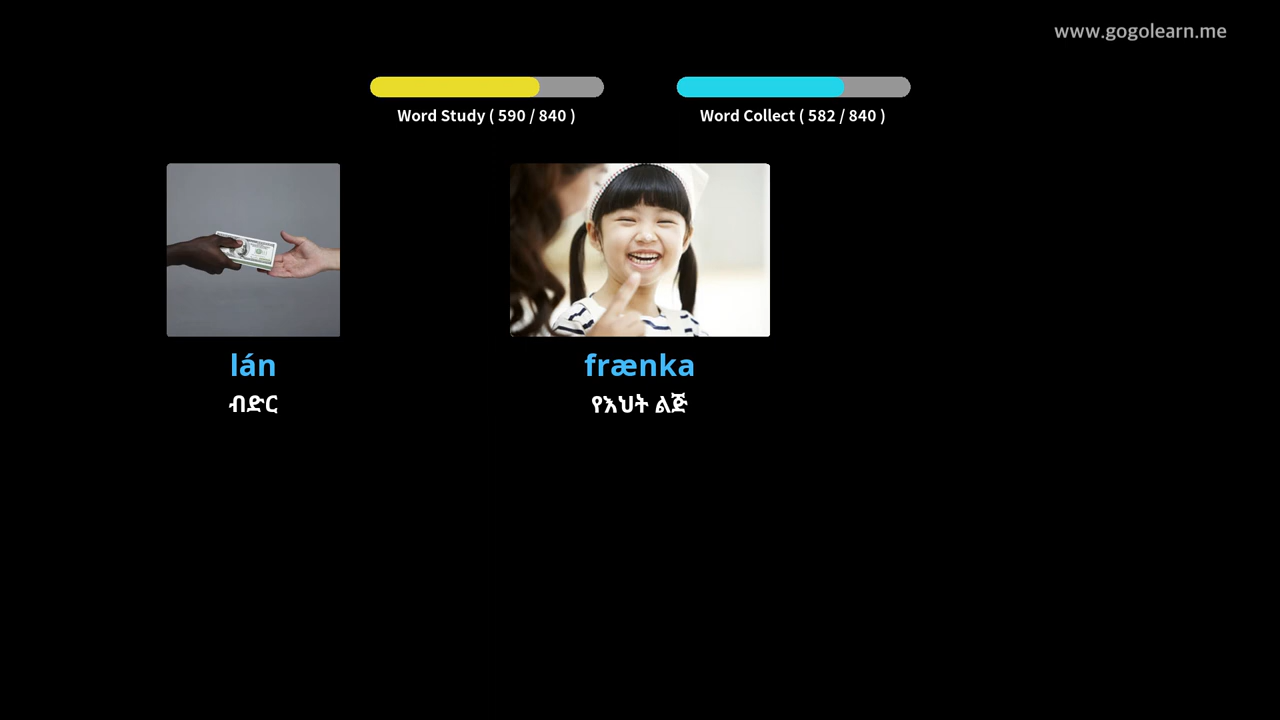 www.gogolearn.me
Word Study ( 590 / 840 )
Word Collect ( 582 / 840 )
lán
ብድር
frænka
የእህት ልጅ